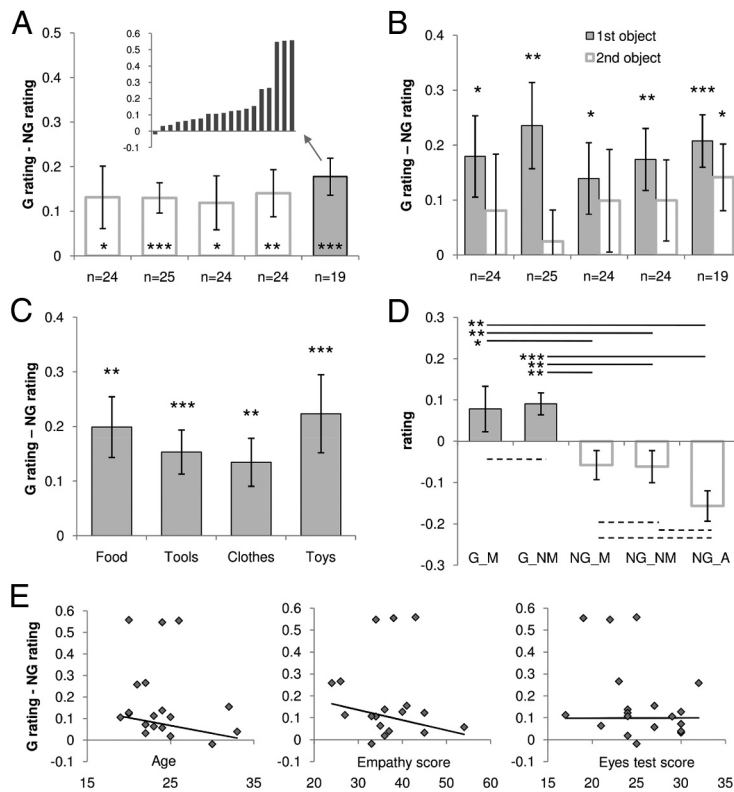 A
G rating - NG rating
0.5
0.4
0.3
0.2
0.1
0
0.6
0.5
0.4
0.3
0.2
0.1
0
-0.1
* *** * ** ***
n=24 n=25 n=24 n=24 n=19
B
G rating – NG rating
0.4
0.3
0.2
0.1
0
1st object
2nd object
* ** * ** *** *
n=24 n=25 n=24 n=24 n=19
C
G rating – NG rating
0.4
0.3
0.2
0.1
0
** *** ** ***
Food Tools Clothes Toys
D
rating
0.3
0.2
0.1
0
-0.1
-0.2
-0.3
**
**
*
***
**
**
G_M G_NM NG_M NG_NM NG_A
E
G rating - NG rating
0.6
0.5
0.4
0.3
0.2
0.1
0
-0.1
Age
15 25 35
0.6
0.5
0.4
0.3
0.2
0.1
0
-0.1
Empathy score
20 30 40 50 60
0.6
0.5
0.4
0.3
0.2
0.1
0
-0.1
Eyes test score
15 20 25 30 35